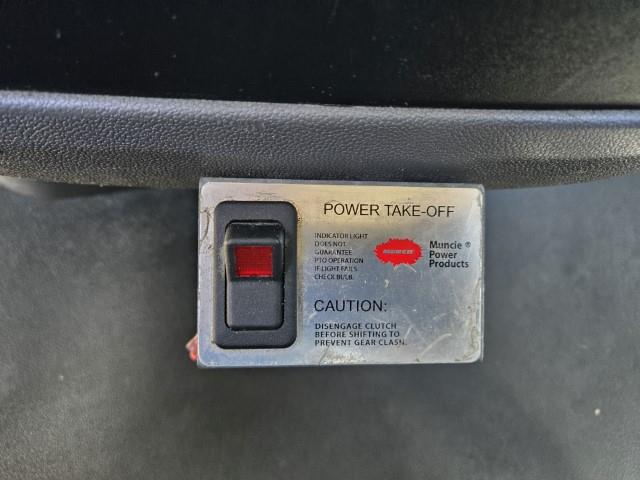 POWER TAKE-OFF
INDICATOR LIGHT
DOES NOT
GUARANTEE
PTO OPERATION
IF LIGHT FAILS
CHECK BULB.
MUNCIE
Muncie ®
Power
Products
CAUTION:
DISENGAGE CLUTCH
BEFORE SHIFTING TO
PREVENT GEAR CLASH.